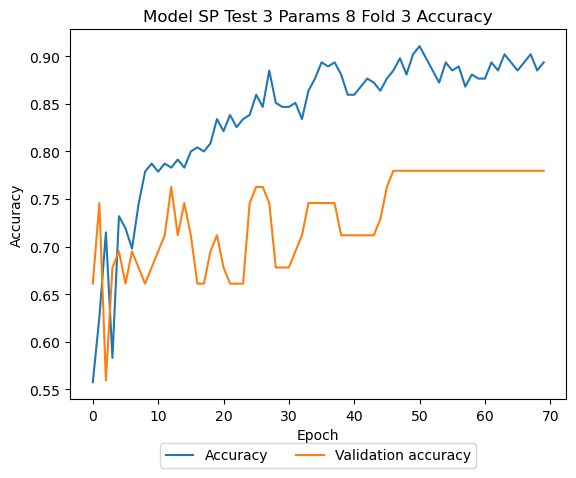 Model SP Test 3 Params 8 Fold 3 Accuracy
0.90
0.85
0.80
0.75
0.70
0.65
0.60
0.55
Accuracy
0 10 20 30 40 50 60 70
Epoch
Accuracy Validation accuracy